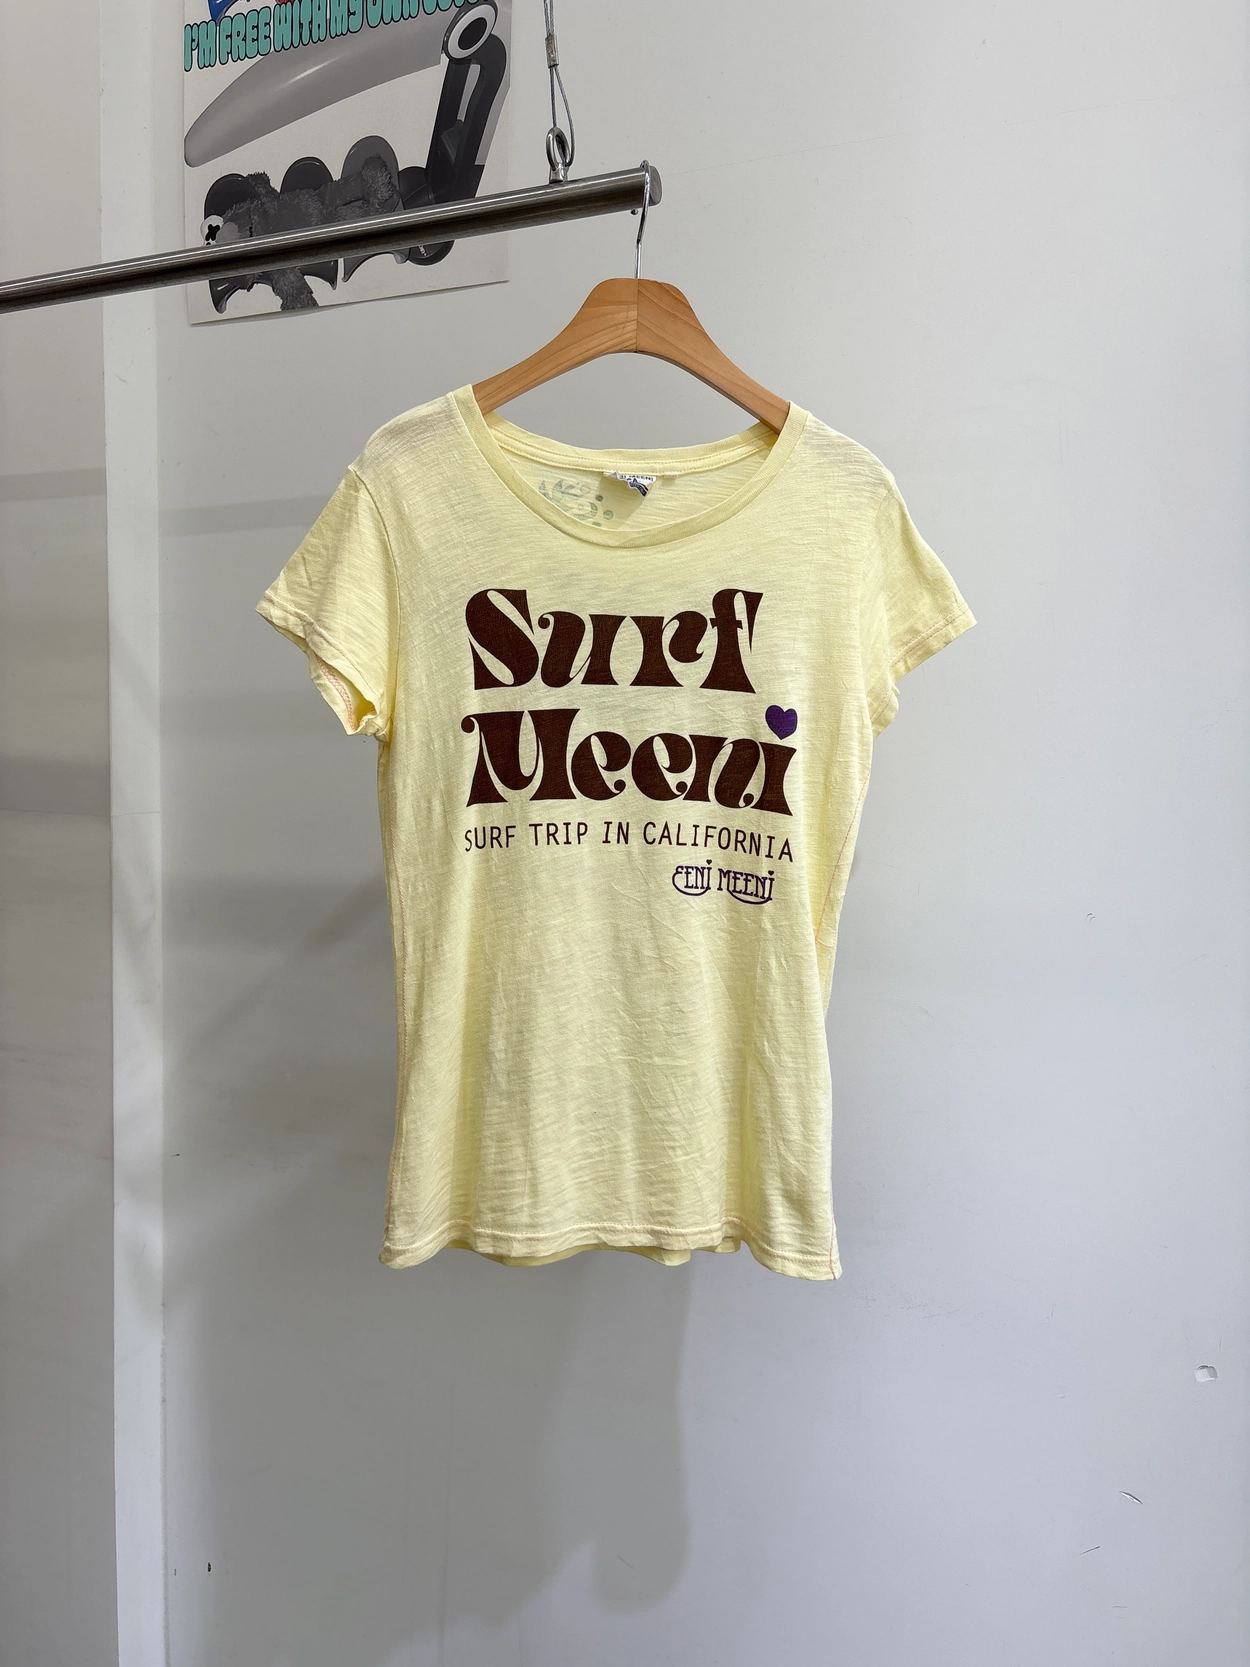 I'M FREE WITH MY OWN
Surf
Meeni
SURF TRIP IN CALIFORNIA
EENI MEENI